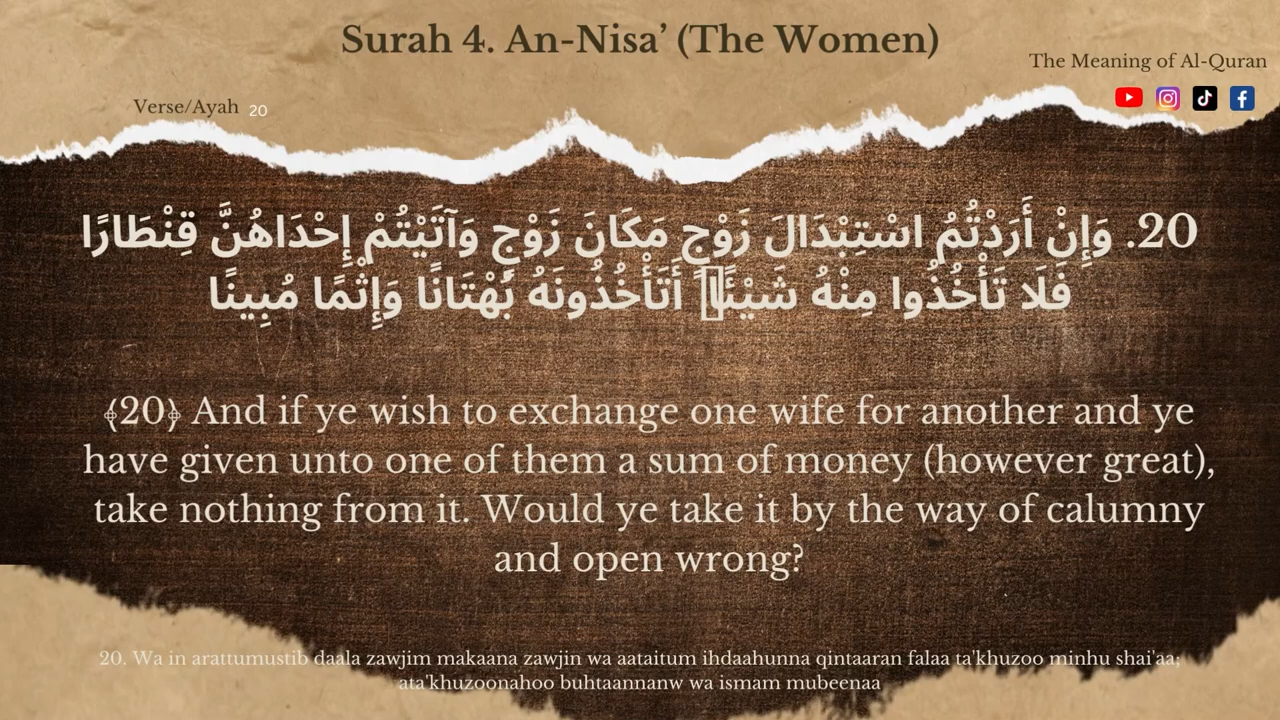 Surah 4. An-Nisa’ (The Women)
The Meaning of Al-Quran
Verse/Ayah 20
20. وَإِنْ أَرَدْتُمُ اسْتِبْدَالَ زَوْجٍ مَكَانَ زَوْجٍ وَآتَيْتُمْ إِحْدَاهُنَّ قِنْطَارًا
فَلَا تَأْخُذُوا مِنْهُ شَيْئًا أَتَأْخُذُونَهُ بُهْتَانًا وَإِثْمًا مُبِينًا
﴾20﴿ And if ye wish to exchange one wife for another and ye
have given unto one of them a sum of money (however great),
take nothing from it. Would ye take it by the way of calumny
and open wrong?
20. Wa in arattumustib daala zawjim makaana zawjin wa aataitum ihdaahunna qintaaran falaa ta'khuzoo minhu shai'aa;
ata'khuzoonahoo buhtaannanw wa ismam mubeenaa